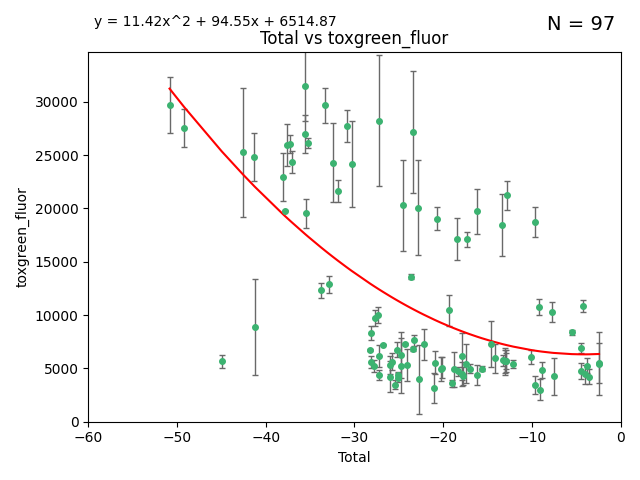 y = 11.42x^2 + 94.55x + 6514.87
N = 97
Total vs toxgreen_fluor
30000
25000
20000
15000
10000
5000
0
toxgreen_fluor
−60
−50
−40
−30
−20
−10
0
Total